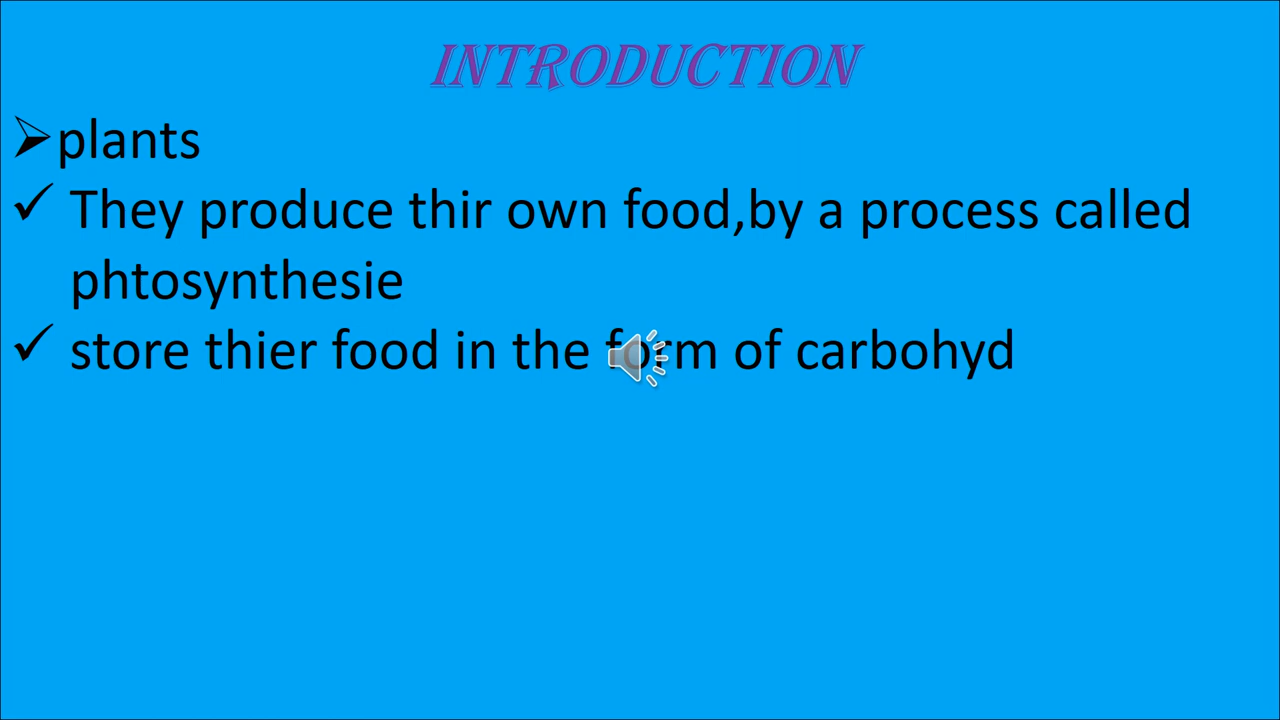 INTRODUCTION
➢plants
✓ They produce thir own food,by a process called
phtosynthesie
✓ store thier food in the form of carbohyd